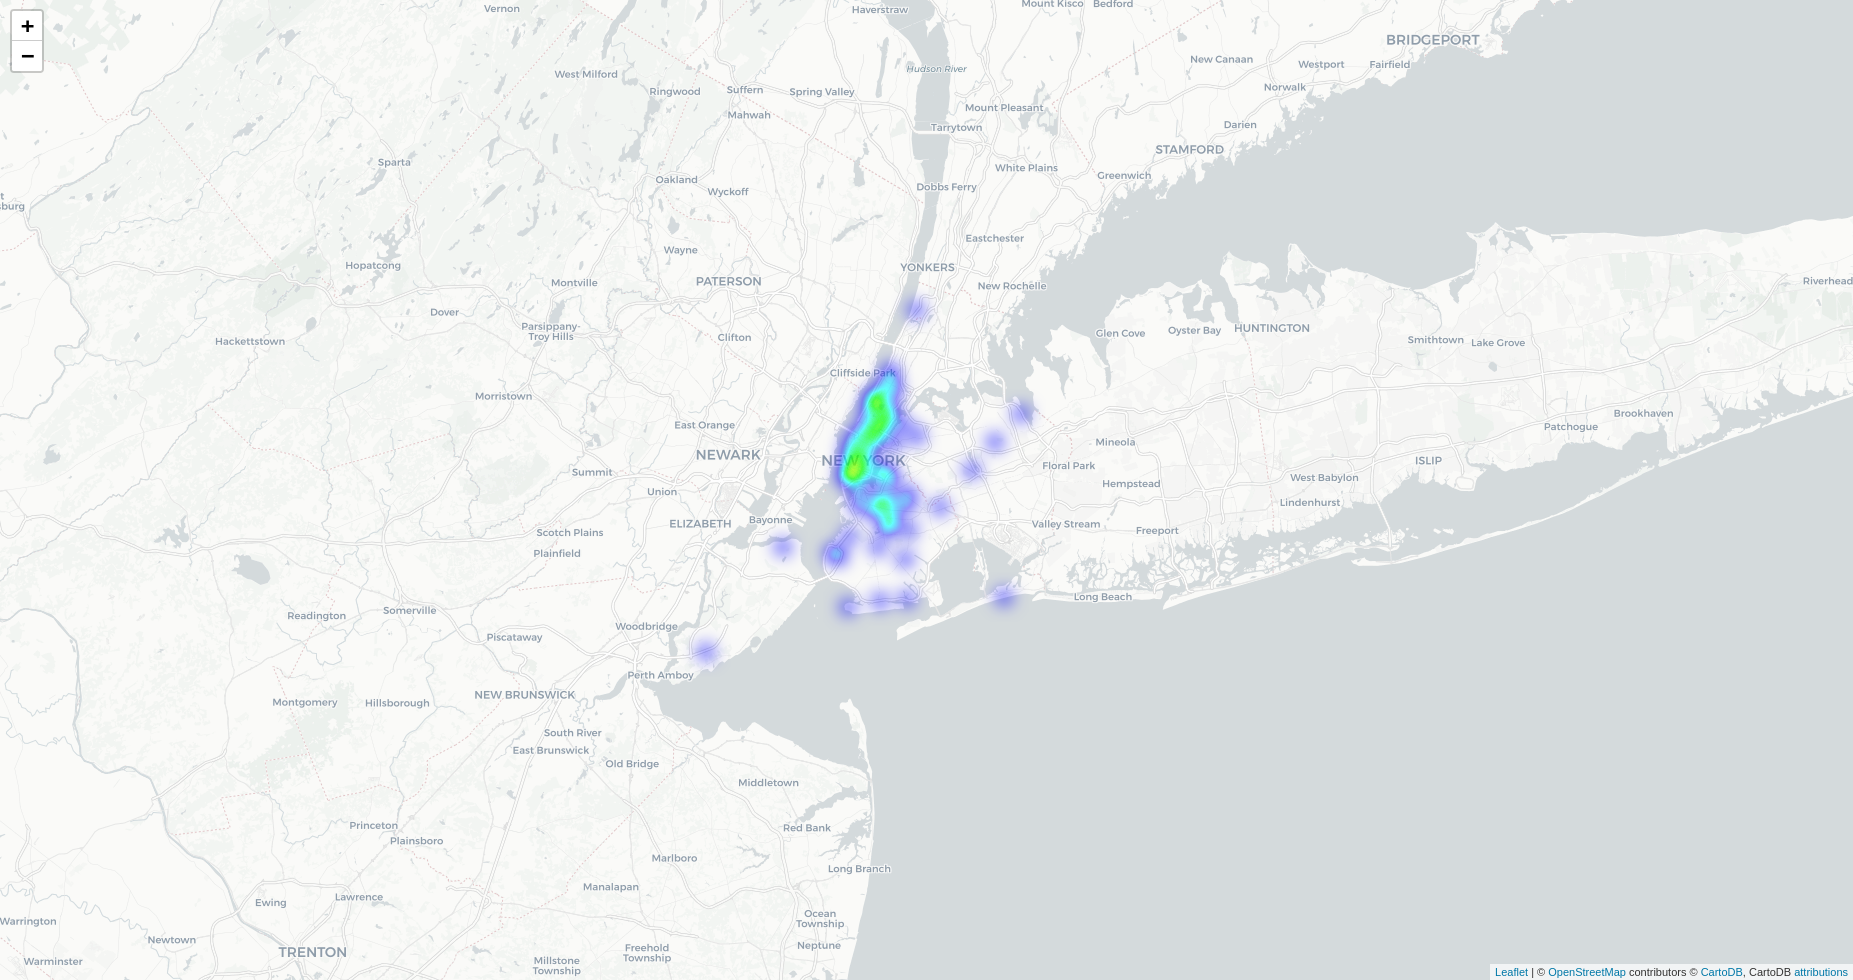 +
−
Vernon
Haverstraw
Mount Kisco
Bedford
BRIDGEPORT
New Canaan
Westport
Fairfield
Hudson River
West Milford
Ringwood
Suffern
Spring Valley
Norwalk
Mahwah
Mount Pleasant
Tarrytown
Darien
STAMFORD
Sparta
White Plains
Greenwich
Oakland
Wyckoff
Dobbs Ferry
t
sburg
Eastchester
Wayne
Hopatcong
YONKERS
PATERSON
Montville
New Rochelle
Riverhead
Dover
Parsippany-
Troy Hills
Clifton
Glen Cove
Oyster Bay
HUNTINGTON
Hackettstown
Smithtown
Lake Grove
Cliffside Park
Morristown
East Orange
Brookhaven
Patchogue
Mineola
NEWARK
NEW YORK
Floral Park
ISLIP
Summit
Hempstead
West Babylon
Union
Lindenhurst
ELIZABETH
Bayonne
Valley Stream
Freeport
Scotch Plains
Plainfield
Long Beach
Somerville
Readington
Woodbridge
Piscataway
Perth Amboy
NEW BRUNSWICK
Montgomery
Hillsborough
South River
East Brunswick
Old Bridge
Middletown
Princeton
Plainsboro
Red Bank
Marlboro
Long Branch
Manalapan
Ewing
Lawrence
Ocean
Township
Warrington
Newtown
Neptune
TRENTON
Freehold
Township
Warminster
Millstone
Township
Leaflet | © OpenStreetMap contributors © CartoDB, CartoDB attributions